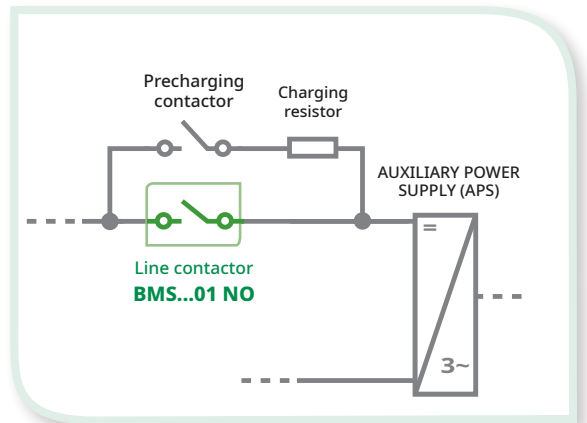 Precharging
contactor
Charging
resistor
AUXILIARY POWER
SUPPLY (APS)
=
Line contactor
BMS...01 NO
3~